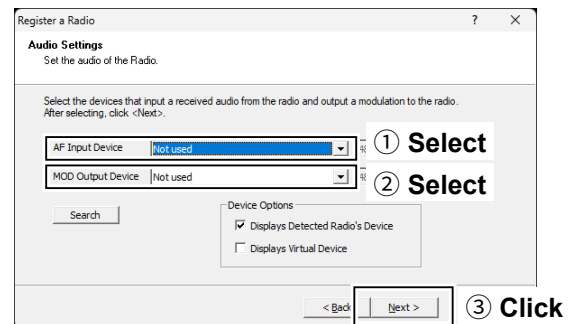 Register a Radio ? ×
Audio Settings
Set the audio of the Radio.
Select the devices that input a received audio from the radio and output a modulation to the radio.
After selecting, click <Next>.
AF Input Device Not used
① Select
MOD Output Device Not used
② Select
Search
Device Options
Displays Detected Radio's Device
Displays Virtual Device
< Back Next >
③ Click